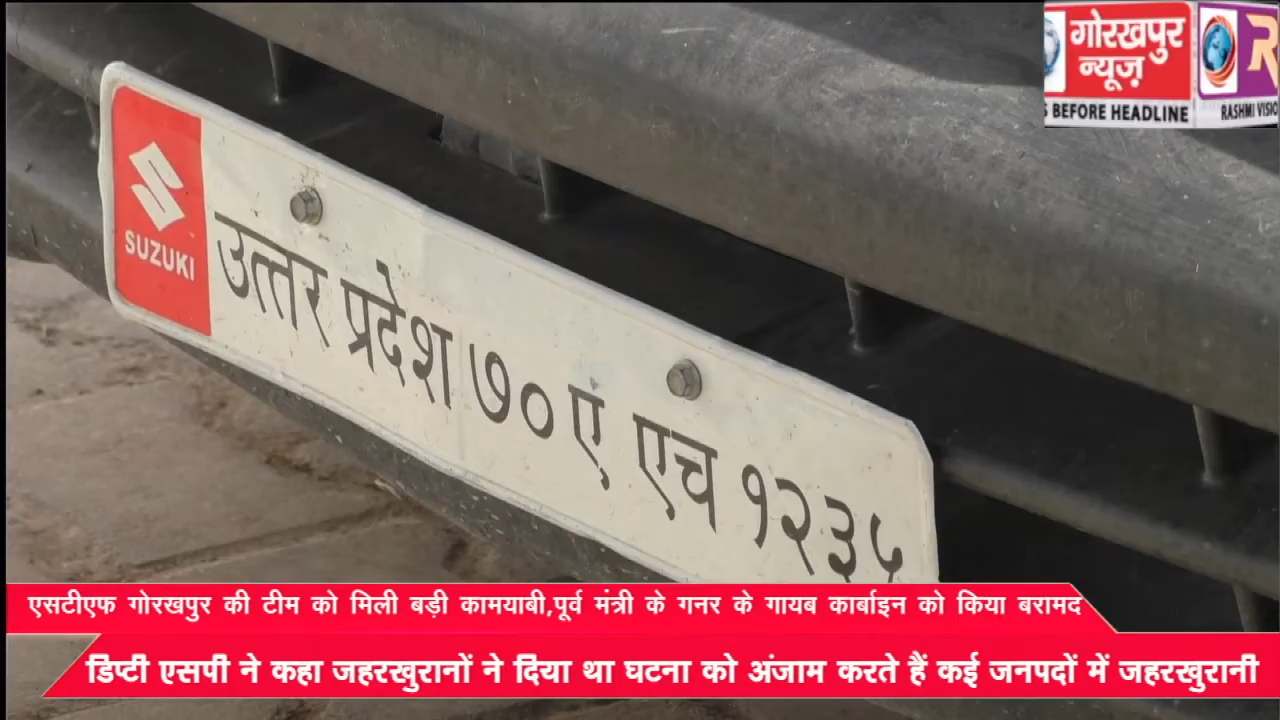 गोरखपुर
न्यूज़
BEFORE HEADLINE
RASHMI VISIO
SUZUKI
उत्तर प्रदेश ७० एं एच १२३५
एसटीएफ गोरखपुर की टीम को मिली बड़ी कामयाबी,पूर्व मंत्री के गनर के गायब कार्बाइन को किया बरामद
डिप्टी एसपी ने कहा जहरखुरानों ने दिया था घटना को अंजाम करते हैं कई जनपदों में जहरखुरानी